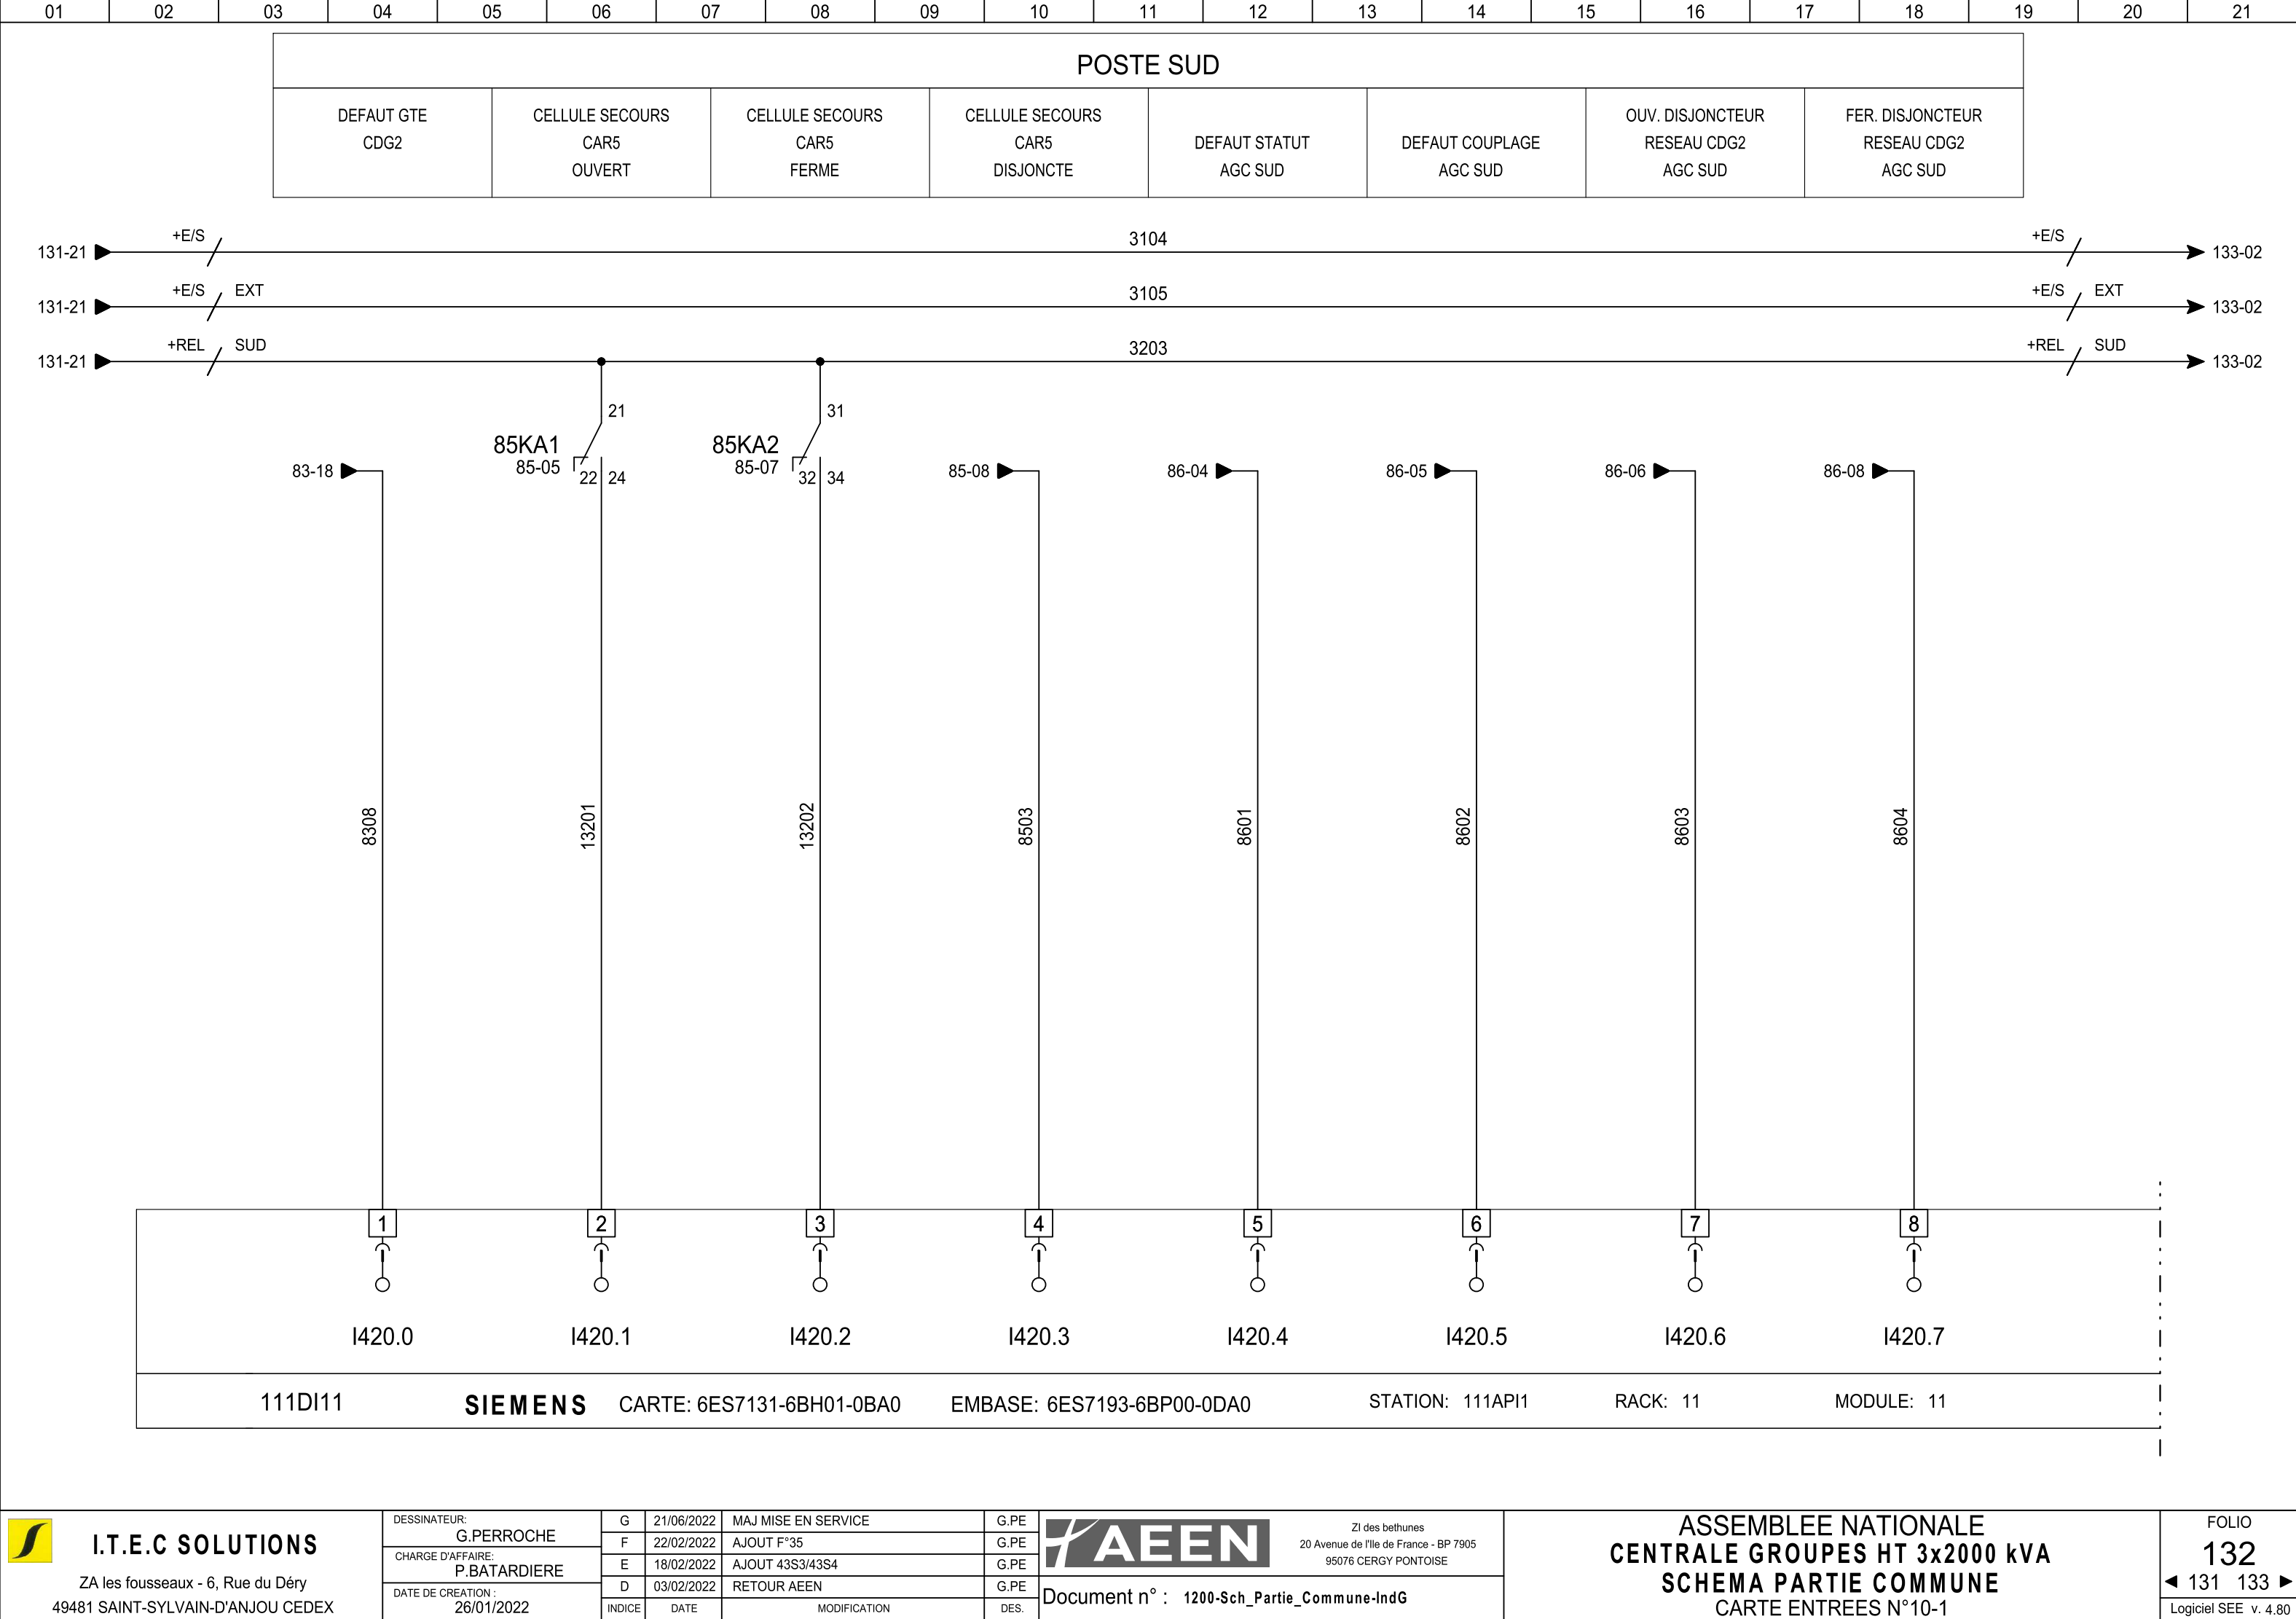 01 02 03 04 05 06 07 08 09 10 11 12 13 14 15 16 17 18 19 20 21
POSTE SUD
DEFAUT GTE
CDG2
CELLULE SECOURS
CAR5
OUVERT
CELLULE SECOURS
CAR5
FERME
CELLULE SECOURS
CAR5
DISJONCTE
DEFAUT STATUT
AGC SUD
DEFAUT COUPLAGE
AGC SUD
OUV. DISJONCTEUR
RESEAU CDG2
AGC SUD
FER. DISJONCTEUR
RESEAU CDG2
AGC SUD
131-21 +E/S 3104 +E/S 133-02
131-21 +E/S EXT 3105 +E/S EXT 133-02
131-21 +REL SUD 3203 +REL SUD 133-02
21 31
85KA1 85KA2
83-18 85-05 22 24 85-07 32 34 85-08 86-04 86-05 86-06 86-08
8308 13201 13202 8503 8601 8602 8603 8604
1 2 3 4 5 6 7 8
I420.0 I420.1 I420.2 I420.3 I420.4 I420.5 I420.6 I420.7
111DI11 SIEMENS CARTE: 6ES7131-6BH01-0BA0 EMBASE: 6ES7193-6BP00-0DA0 STATION: 111API1 RACK: 11 MODULE: 11
I.T.E.C SOLUTIONS
ZA les fousseaux - 6, Rue du Déry
49481 SAINT-SYLVAIN-D'ANJOU CEDEX
DESSINATEUR:
G.PERROCHE
CHARGE D'AFFAIRE:
P.BATARDIERE
DATE DE CREATION :
26/01/2022
G 21/06/2022 MAJ MISE EN SERVICE G.PE
F 22/02/2022 AJOUT F°35 G.PE
E 18/02/2022 AJOUT 43S3/43S4 G.PE
D 03/02/2022 RETOUR AEEN G.PE
INDICE DATE MODIFICATION DES.
AEEN
ZI des bethunes
20 Avenue de l'Ile de France - BP 7905
95076 CERGY PONTOISE
Document n° : 1200-Sch_Partie_Commune-IndG
ASSEMBLEE NATIONALE
CENTRALE GROUPES HT 3x2000 kVA
SCHEMA PARTIE COMMUNE
CARTE ENTREES N°10-1
FOLIO
132
131 133
Logiciel SEE v. 4.80